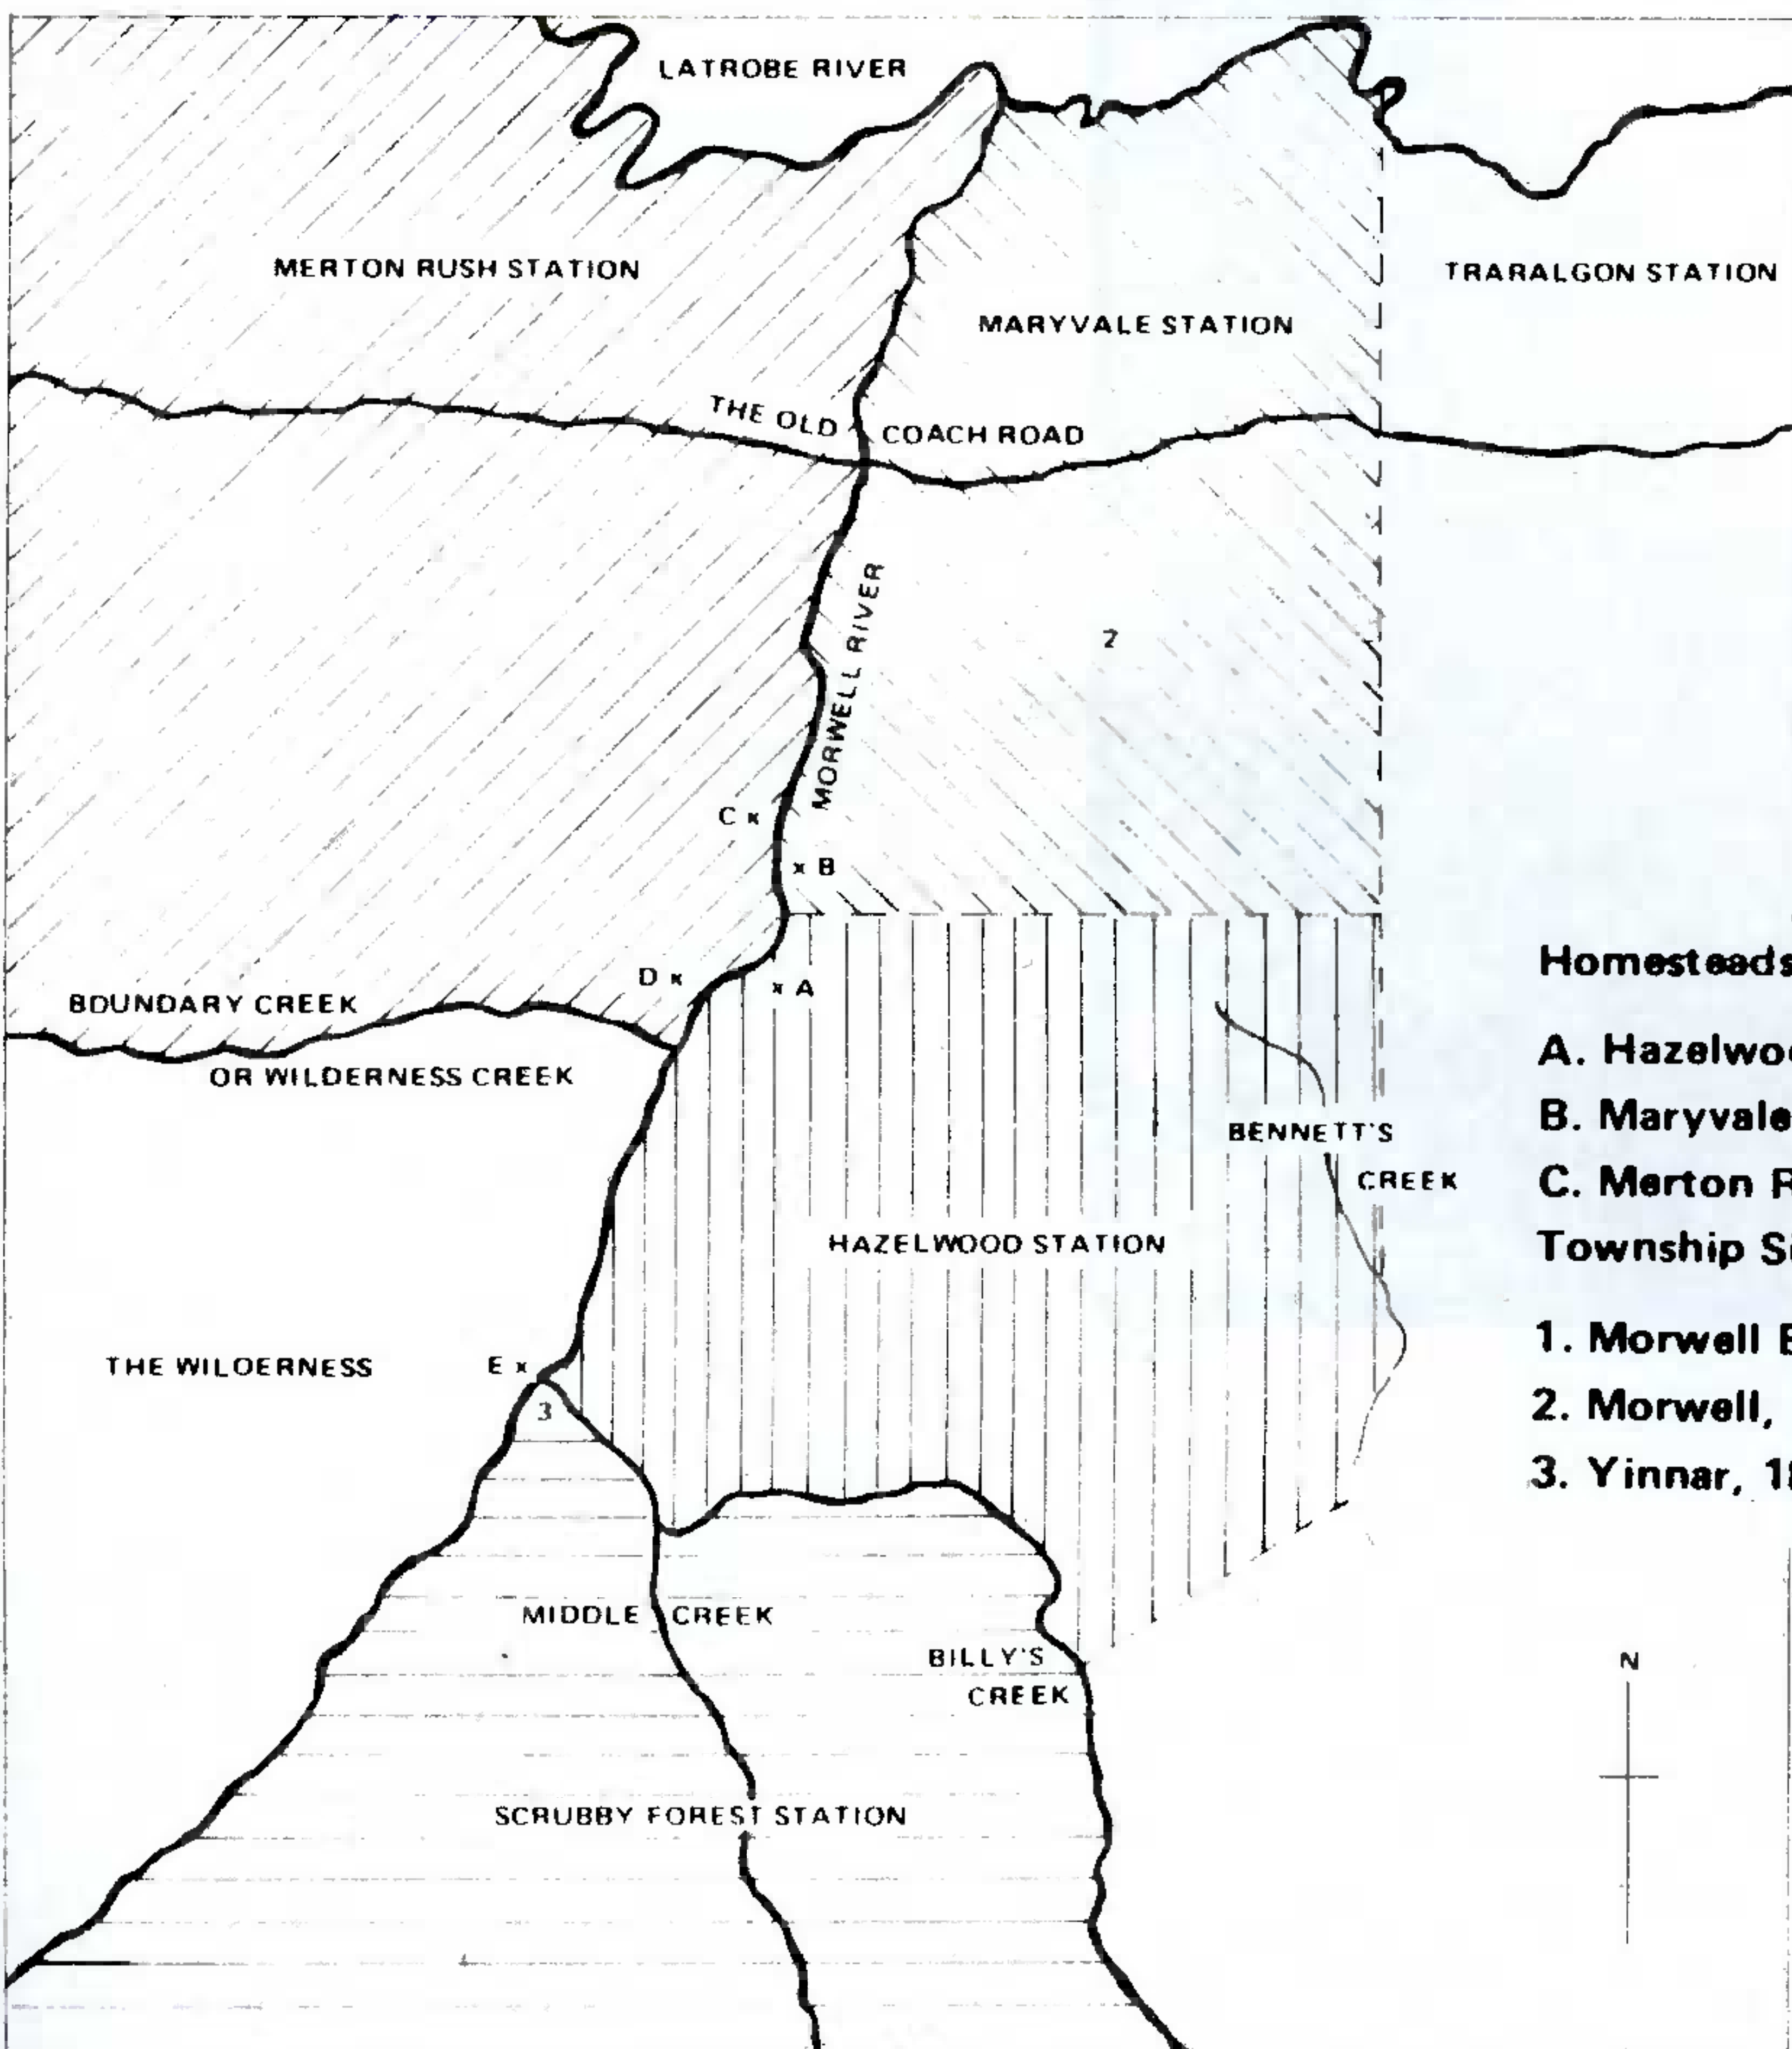 LATROBE RIVER
MERTON RUSH STATION
TRARALGON STATION
MARYVALE STATION
THE OLD COACH ROAD
MORWELL RIVER
2
C x
x B
D x
x A
BOUNDARY CREEK
OR WILDERNESS CREEK
BENNETT'S
CREEK
HAZELWOOD STATION
THE WILDERNESS
E x
3
MIDDLE CREEK
BILLY'S
CREEK
SCRUBBY FOREST STATION
Homesteads
A. Hazelwoo
B. Maryvale
C. Merton R
Township S
1. Morwell B
2. Morwell,
3. Yinnar, 18
N